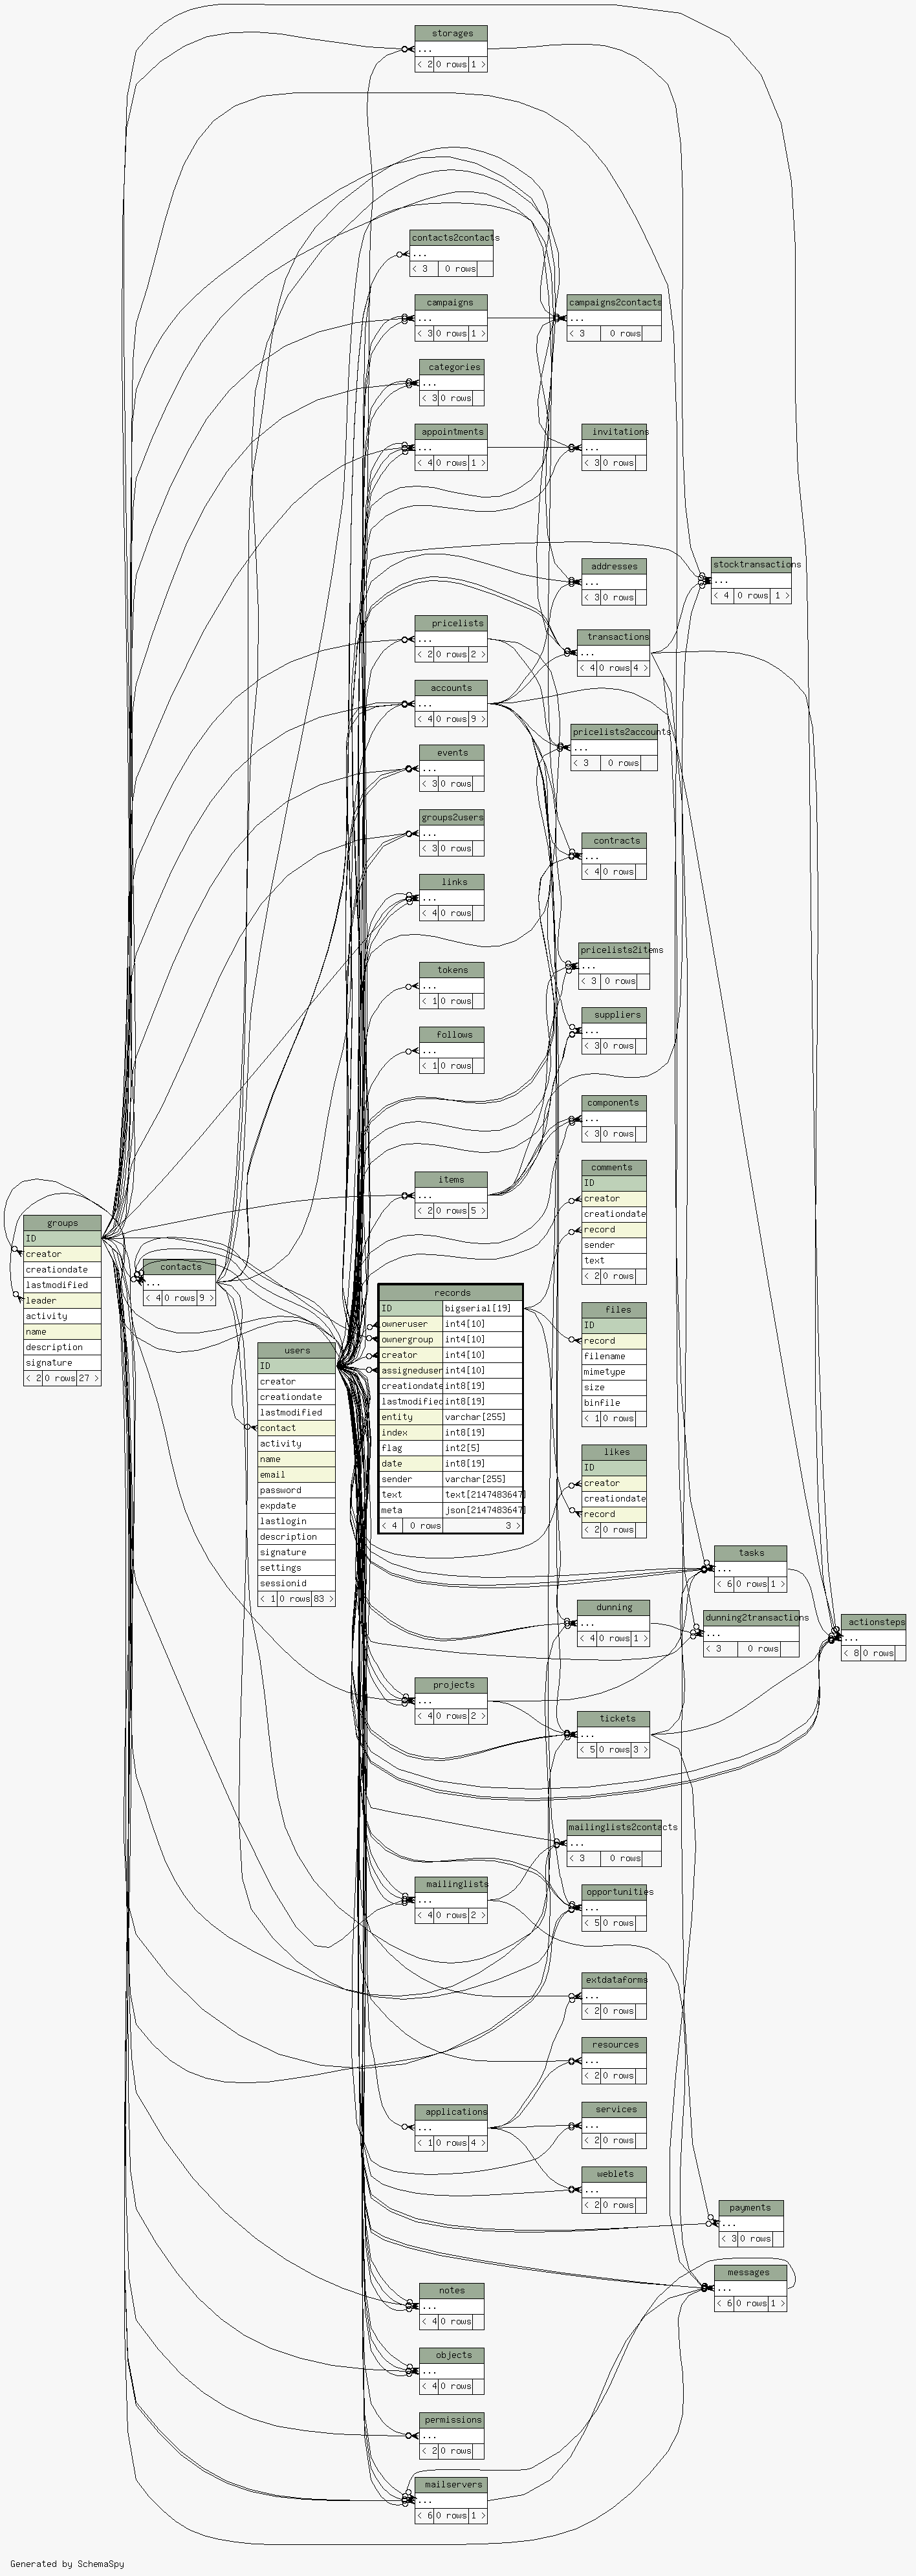 storages
...
< 2 0 rows 1 >
contacts2contacts
...
< 3 0 rows
campaigns
...
< 3 0 rows 1 >
campaigns2contacts
...
< 3 0 rows
categories
...
< 3 0 rows
appointments
...
< 4 0 rows 1 >
invitations
...
< 3 0 rows
addresses
...
< 3 0 rows
stocktransactions
...
< 4 0 rows 1 >
pricelists
...
< 2 0 rows 2 >
transactions
...
< 4 0 rows 4 >
accounts
...
< 4 0 rows 9 >
pricelists2accounts
...
< 3 0 rows
events
...
< 3 0 rows
groups2users
...
< 3 0 rows
contracts
...
< 4 0 rows
links
...
< 4 0 rows
pricelists2items
...
< 3 0 rows
tokens
...
< 1 0 rows
suppliers
...
< 3 0 rows
follows
...
< 1 0 rows
components
...
< 3 0 rows
items
...
< 2 0 rows 5 >
comments
ID
creator
creationdate
record
sender
text
< 2 0 rows
groups
ID
creator
creationdate
lastmodified
leader
activity
name
description
signature
< 2 0 rows 27 >
contacts
...
< 4 0 rows 9 >
records
ID bigserial[19]
owneruser int4[10]
ownergroup int4[10]
creator int4[10]
assigneduser int4[10]
creationdate int8[19]
lastmodified int8[19]
entity varchar[255]
index int8[19]
flag int2[5]
date int8[19]
sender varchar[255]
text text[2147483647]
meta json[2147483647]
< 4 0 rows 3 >
files
ID
record
filename
mimetype
size
binfile
< 1 0 rows
users
ID
creator
creationdate
lastmodified
contact
activity
name
email
password
expdate
lastlogin
description
signature
settings
sessionid
< 1 0 rows 83 >
likes
ID
creator
creationdate
record
< 2 0 rows
tasks
...
< 6 0 rows 1 >
dunning
...
< 4 0 rows 1 >
dunning2transactions
...
< 3 0 rows
actionsteps
...
< 8 0 rows
projects
...
< 4 0 rows 2 >
tickets
...
< 5 0 rows 3 >
mailinglists2contacts
...
< 3 0 rows
mailinglists
...
< 4 0 rows 2 >
opportunities
...
< 5 0 rows
extdataforms
...
< 2 0 rows
resources
...
< 2 0 rows
applications
...
< 1 0 rows 4 >
services
...
< 2 0 rows
weblets
...
< 2 0 rows
payments
...
< 3 0 rows
messages
...
< 6 0 rows 1 >
notes
...
< 4 0 rows
objects
...
< 4 0 rows
permissions
...
< 2 0 rows
mailservers
...
< 6 0 rows 1 >
Generated by SchemaSpy